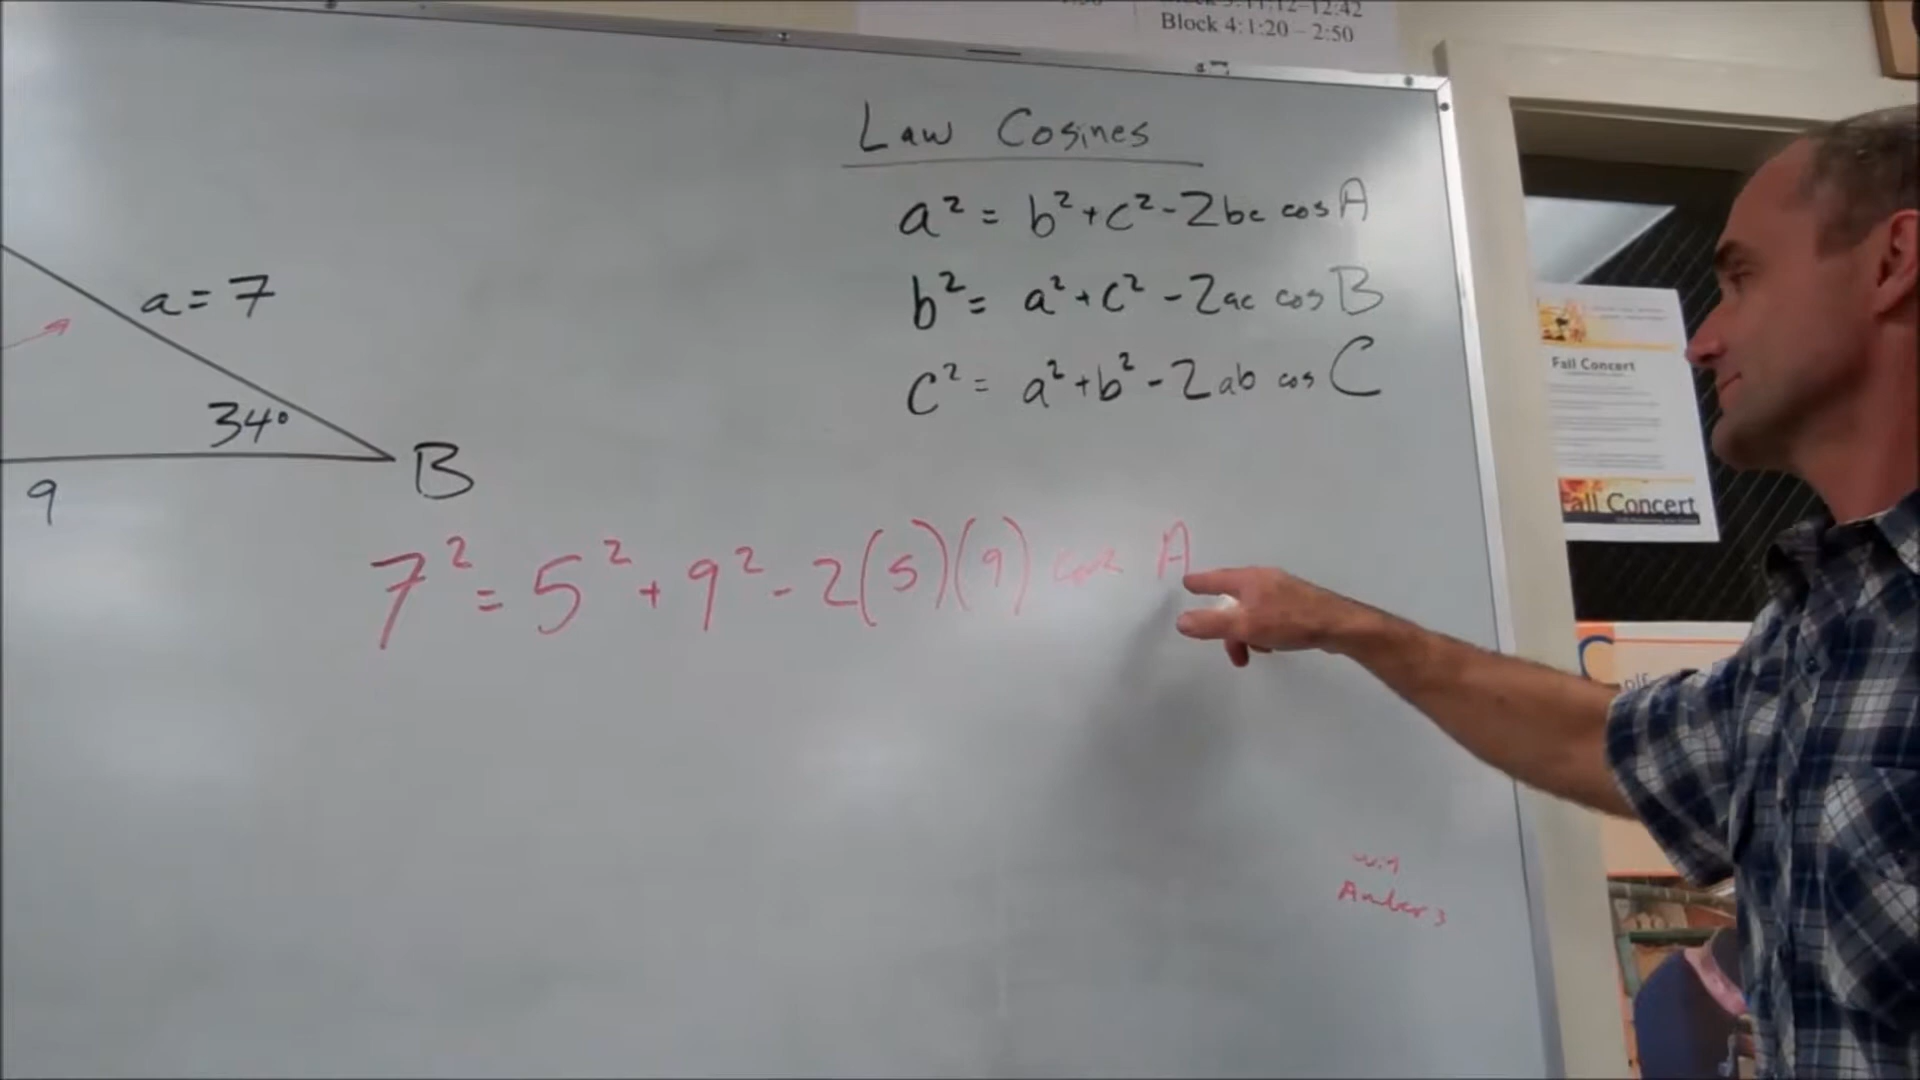 Block 4: 1:20 – 2:50
Law Cosines
a² = b² + c² - 2bc cos A
b² = a² + c² - 2ac cos B
c² = a² + b² - 2ab cos C
a = 7
34°
B
9
7² = 5² + 9² - 2(5)(9) cos A
Fall Concert
Fall Concert